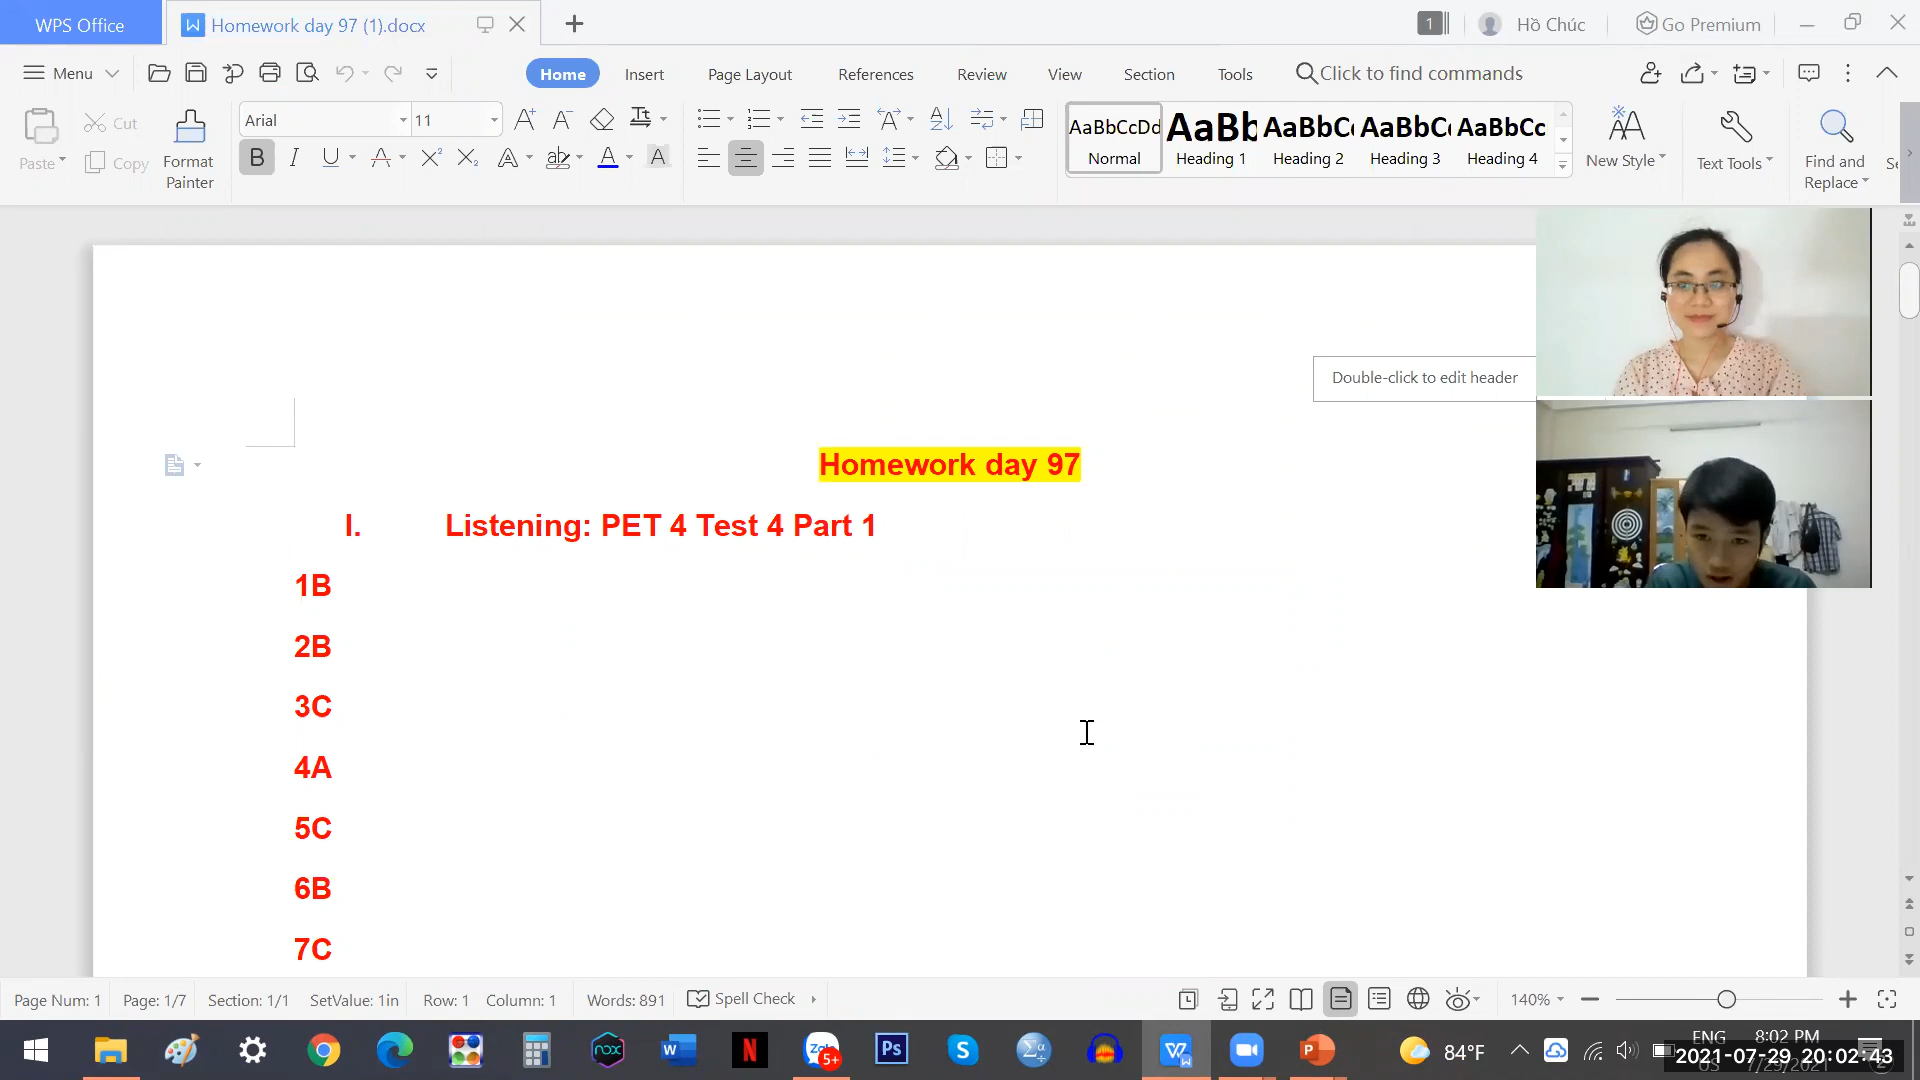 WPS Office
Homework day 97 (1).docx
1
Hồ Chúc
Go Premium
Menu
Home
Insert
Page Layout
References
Review
View
Section
Tools
Click to find commands
Paste
Cut
Copy
Format
Painter
Arial
11
AaBbCcDd
Normal
AaBb
Heading 1
AaBbC
Heading 2
AaBbC
Heading 3
AaBbCc
Heading 4
New Style
Text Tools
Find and
Replace
Double-click to edit header
Homework day 97
I. Listening: PET 4 Test 4 Part 1
1B
2B
3C
4A
5C
6B
7C
Page Num: 1
Page: 1/7
Section: 1/1
SetValue: 1in
Row: 1
Column: 1
Words: 891
Spell Check
140%
84°F
ENG
8:02 PM
2021-07-29 20:02:43